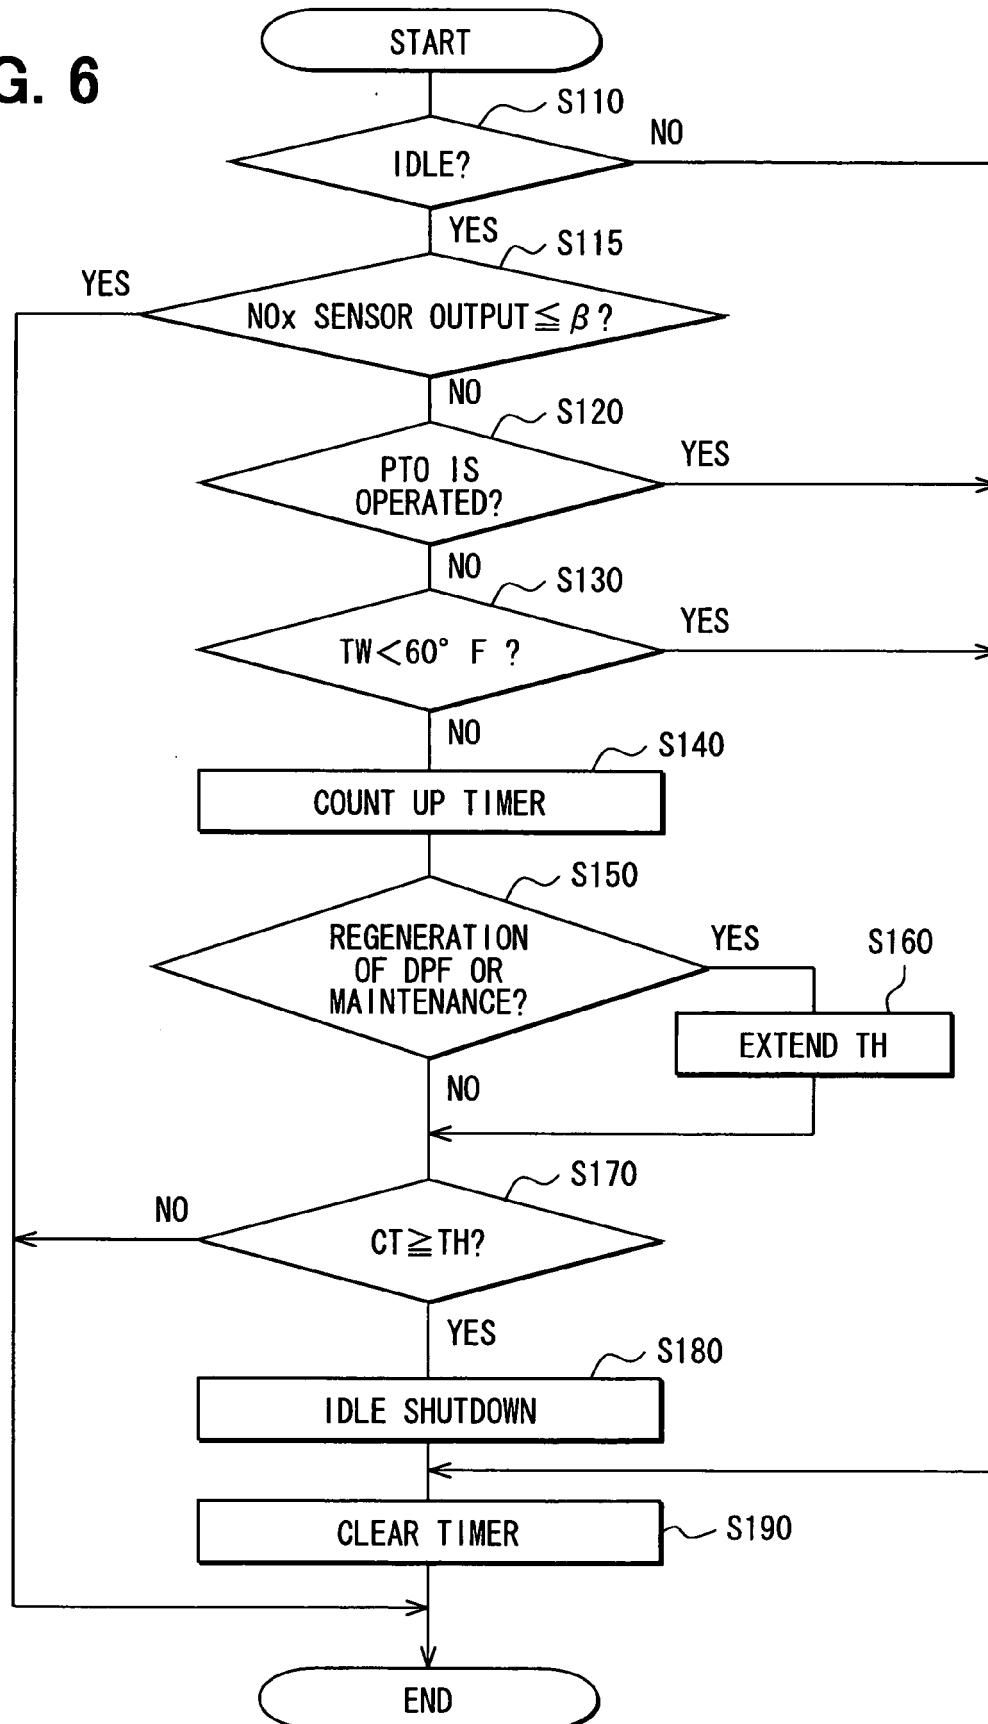 G. 6
START
S110
IDLE?
NO
YES
S115
YES
NOx SENSOR OUTPUT≦β?
NO
S120
PTO IS
OPERATED?
YES
NO
S130
TW<60° F ?
YES
NO
S140
COUNT UP TIMER
S150
REGENERATION
OF DPF OR
MAINTENANCE?
YES
S160
EXTEND TH
NO
S170
NO
CT≧TH?
YES
S180
IDLE SHUTDOWN
CLEAR TIMER
S190
END